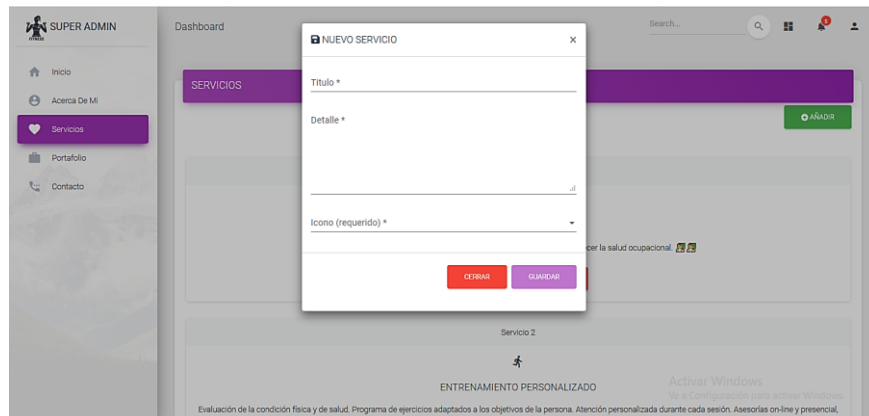 FITNESS
SUPER ADMIN
Dashboard
Search...
Inicio
Acerca De Mi
Servicios
Portafolio
Contacto
SERVICIOS
AÑADIR
NUEVO SERVICIO
×
Titulo *
Detalle *
Icono (requerido) *
CERRAR
GUARDAR
cer la salud ocupacional.
Servicio 2
ENTRENAMIENTO PERSONALIZADO
Evaluación de la condición física y de salud. Programa de ejercicios adaptados a los objetivos de la persona. Atención personalizada durante cada sesión. Asesorías on-line y presencial,
Activar Windows
Ve a Configuración para activar Windows.